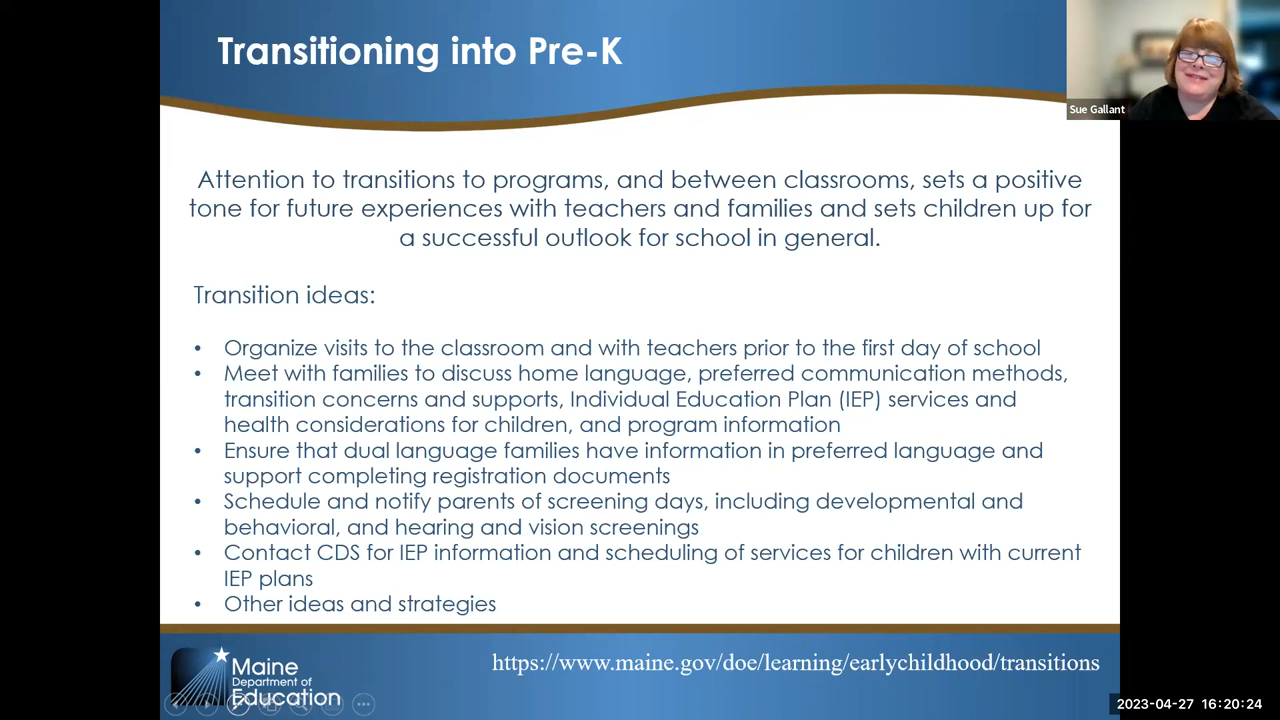 Transitioning into Pre-K
Sue Gallant
Attention to transitions to programs, and between classrooms, sets a positive
tone for future experiences with teachers and families and sets children up for
a successful outlook for school in general.
Transition ideas:
• Organize visits to the classroom and with teachers prior to the first day of school
• Meet with families to discuss home language, preferred communication methods,
transition concerns and supports, Individual Education Plan (IEP) services and
health considerations for children, and program information
• Ensure that dual language families have information in preferred language and
support completing registration documents
• Schedule and notify parents of screening days, including developmental and
behavioral, and hearing and vision screenings
• Contact CDS for IEP information and scheduling of services for children with current
IEP plans
• Other ideas and strategies
Maine
Department of
Education
https://www.maine.gov/doe/learning/earlychildhood/transitions
2023-04-27 16:20:24